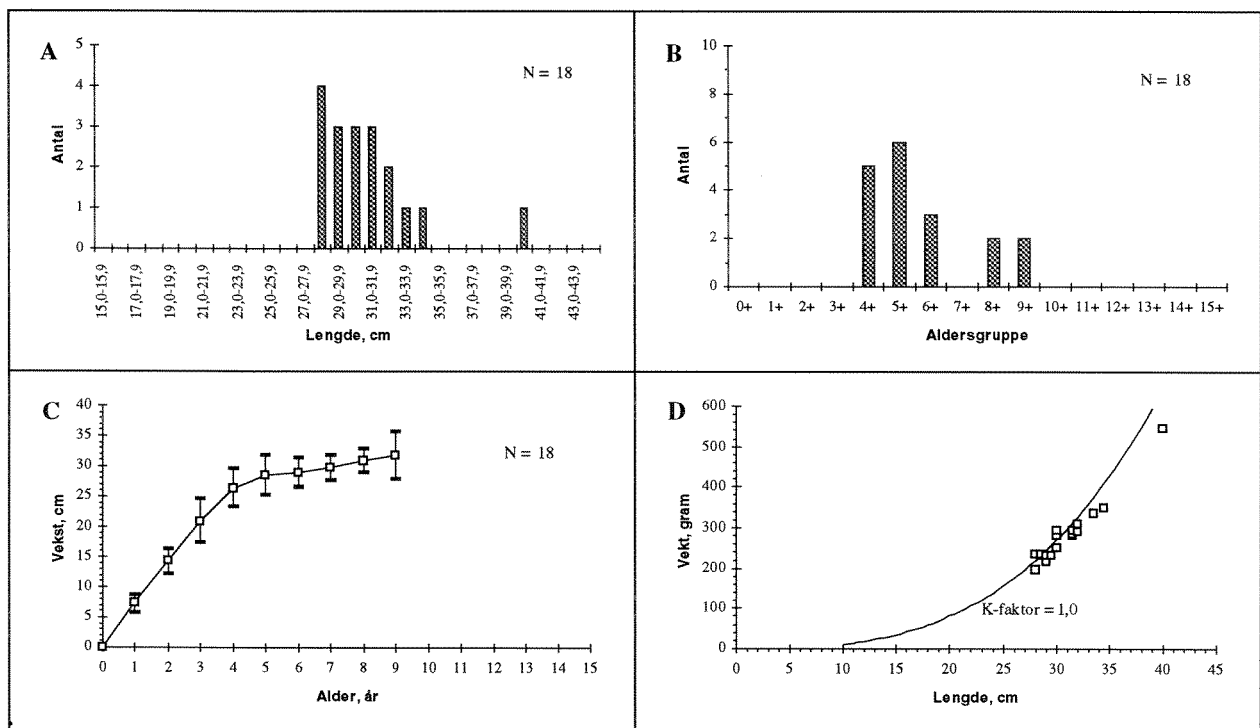 A
N = 18
Antal
5
4
3
2
1
0
15,0-15,9
17,0-17,9
19,0-19,9
21,0-21,9
23,0-23,9
25,0-25,9
27,0-27,9
29,0-29,9
31,0-31,9
33,0-33,9
35,0-35,9
37,0-37,9
39,0-39,9
41,0-41,9
43,0-43,9
Lengde, cm
B
N = 18
Antal
10
8
6
4
2
0
0+ 1+ 2+ 3+ 4+ 5+ 6+ 7+ 8+ 9+ 10+ 11+ 12+ 13+ 14+ 15+
Aldersgruppe
C
N = 18
Vekst, cm
40
35
30
25
20
15
10
5
0
0 1 2 3 4 5 6 7 8 9 10 11 12 13 14 15
Alder, år
D
Vekt, gram
600
500
400
300
200
100
0
K-faktor = 1,0
0 5 10 15 20 25 30 35 40 45
Lengde, cm